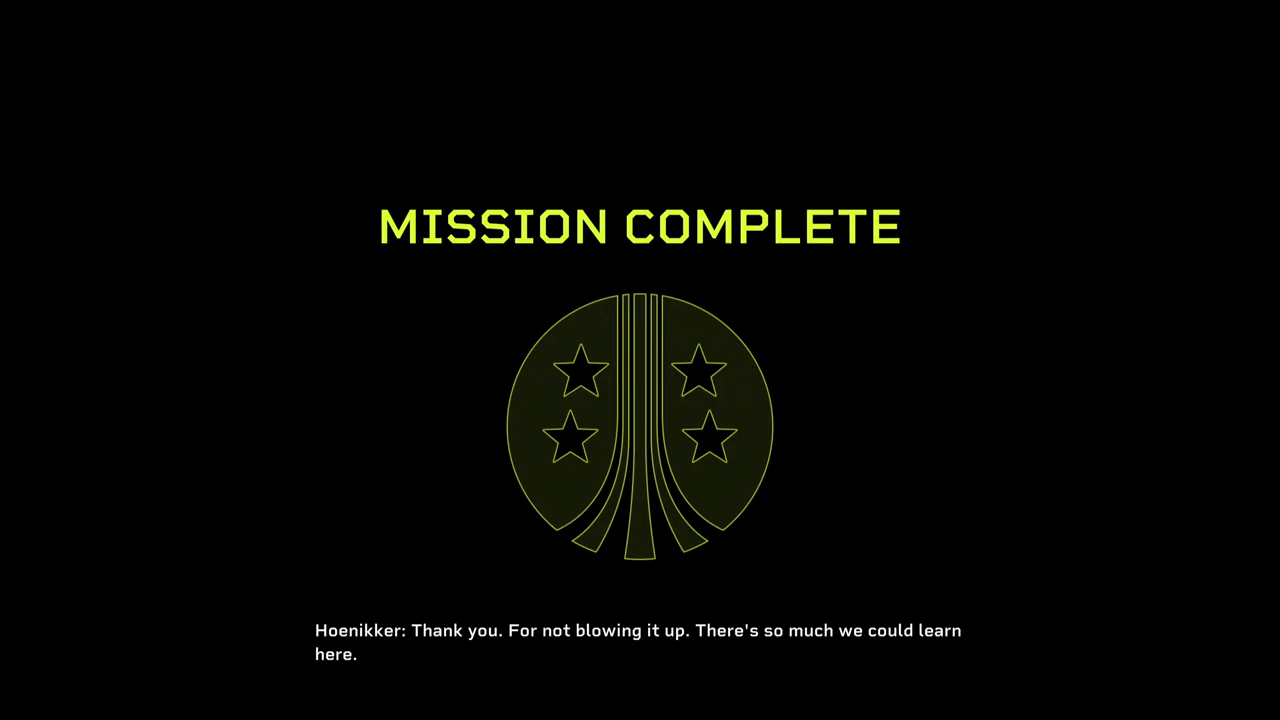 MISSION COMPLETE
Hoenikker: Thank you. For not blowing it up. There's so much we could learn
here.